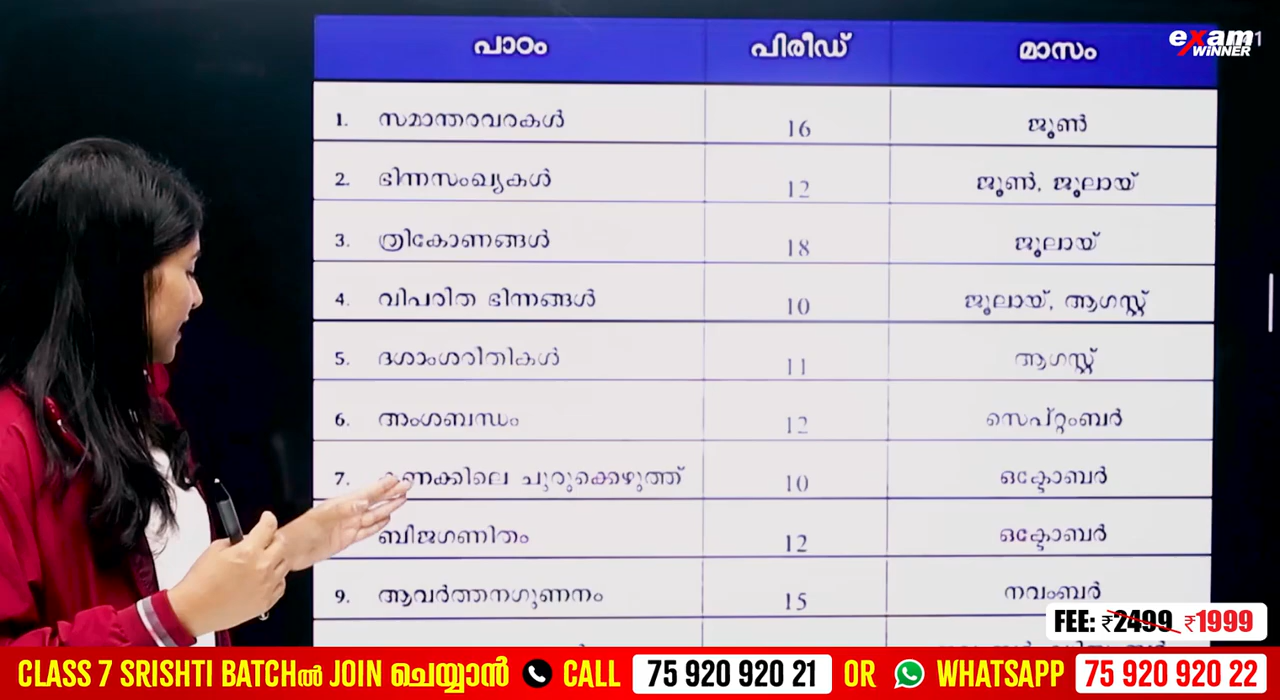 പാഠം പിരീഡ് മാസം
exam WINNER
1. സമാന്തരവരകൾ 16 ജൂൺ
2. ഭിന്നസംഖ്യകൾ 12 ജൂൺ, ജൂലായ്
3. ത്രികോണങ്ങൾ 18 ജൂലായ്
4. വിപരീത ഭിന്നങ്ങൾ 10 ജൂലായ്, ആഗസ്റ്റ്
5. ദശാംശരീതികൾ 11 ആഗസ്റ്റ്
6. അംശബന്ധം 12 സെപ്റ്റംബർ
7. കണക്കിലെ ചുരുക്കെഴുത്ത് 10 ഒക്ടോബർ
ബീജഗണിതം 12 ഒക്ടോബർ
9. ആവർത്തനഗുണനം 15 നവംബർ
FEE: ₹2499 ₹1999
CLASS 7 SRISHTI BATCHൽ JOIN ചെയ്യാൻ CALL 75 920 920 21 OR WHATSAPP 75 920 920 22